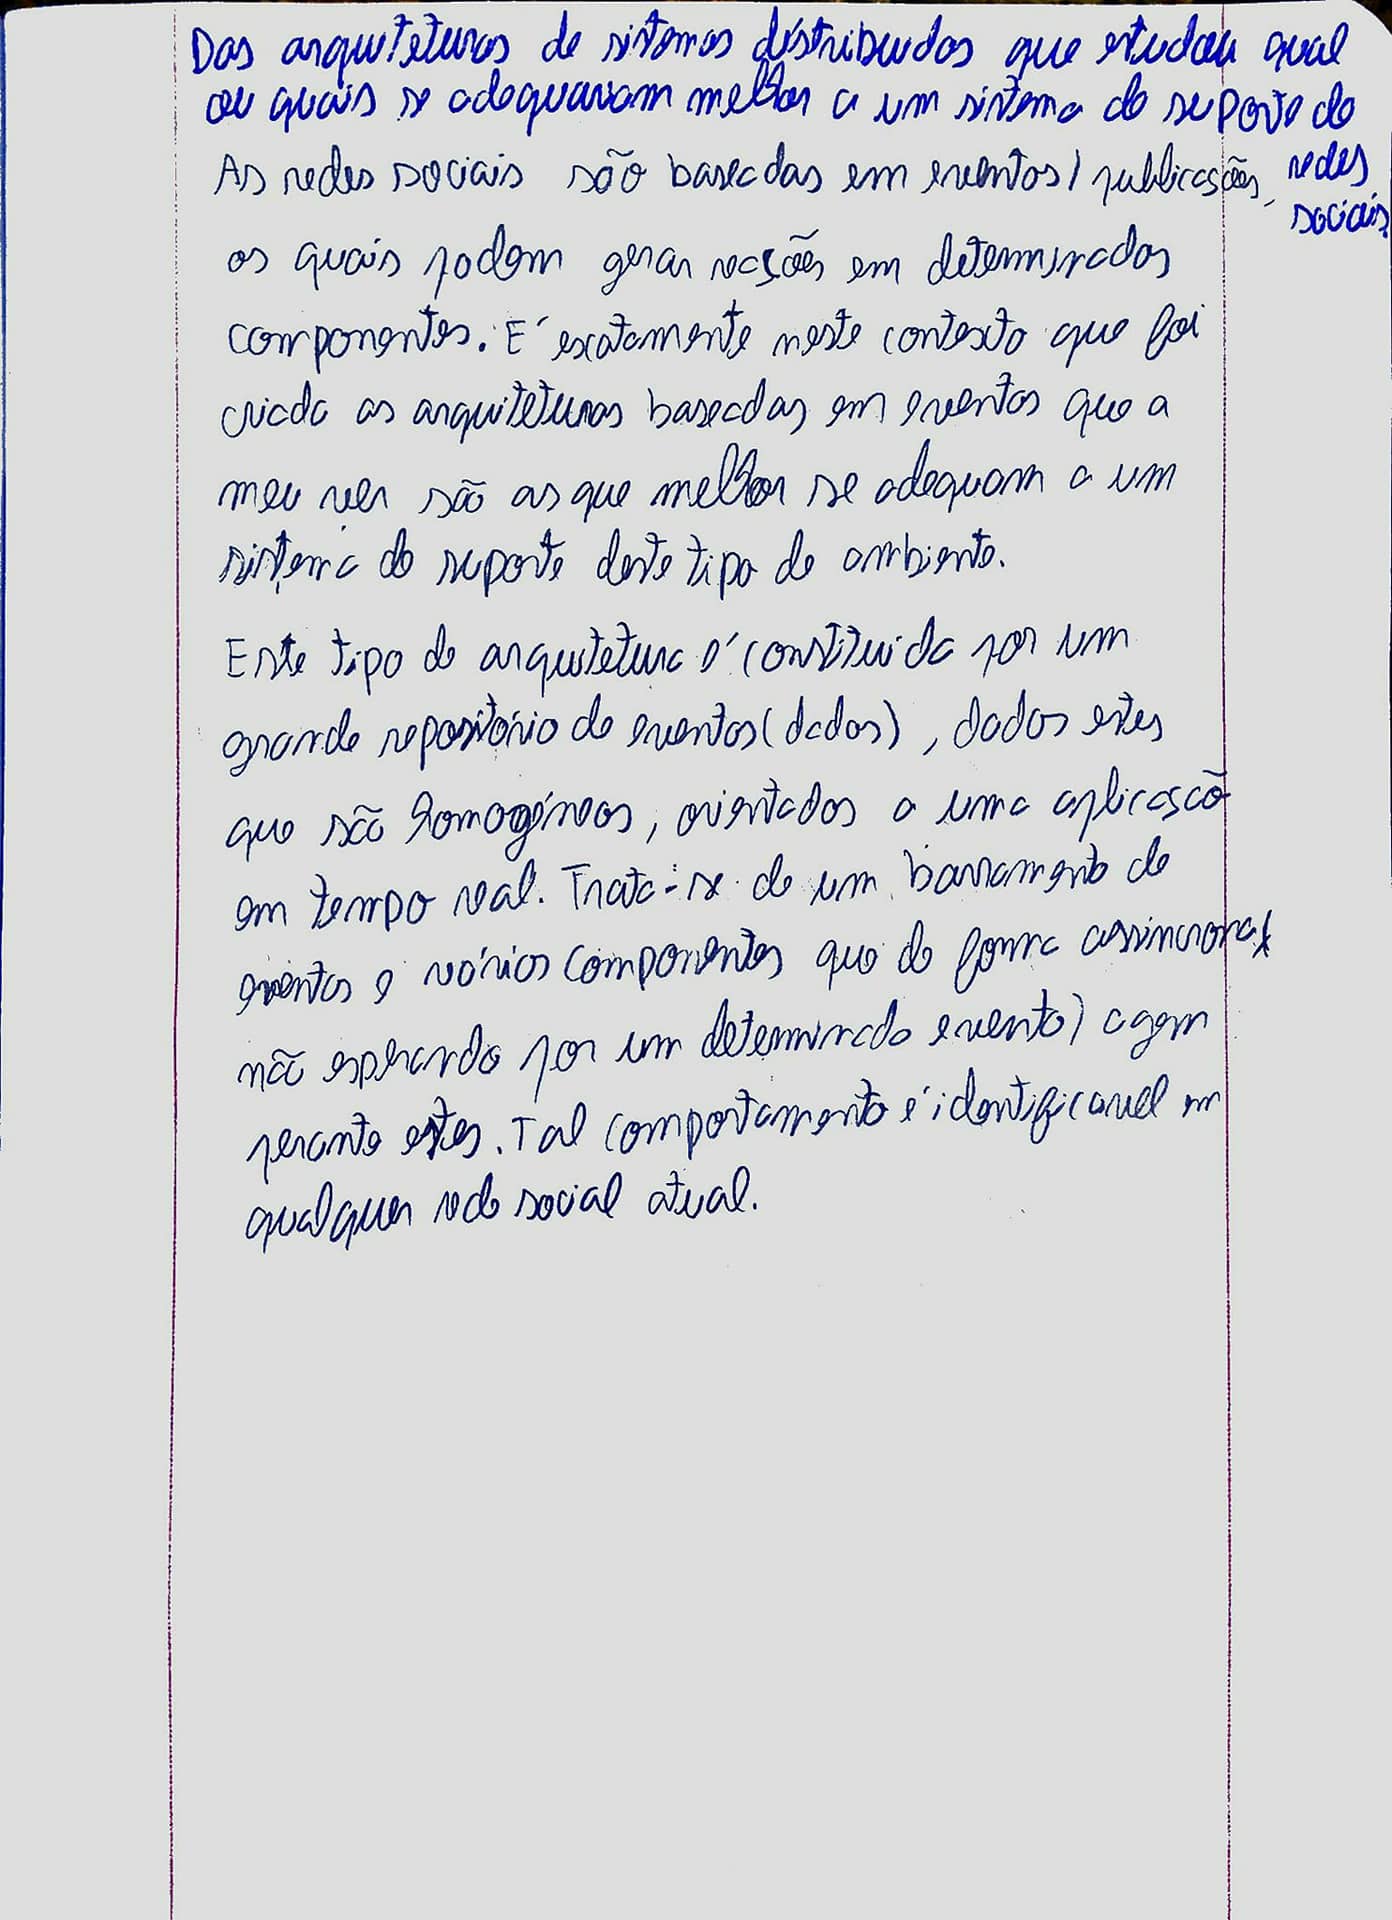 Das arquiteturas de sistemas distribuidos que estudou qual
ou quais se adequavam melhor a um sistema de suporte de
redes
sociais.
As redes sociais são baseadas em eventos/publicações,
os quais podem gerar reações em determinados
componentes. É exatamente neste contexto que foi
criada as arquiteturas baseadas em eventos que a
meu ver são as que melhor se adequam a um
sistema de suporte deste tipo de ambiente.
Este tipo de arquitetura é constituida por um
grande repositório de eventos (dados), dados estes
que são homogéneos, orientados a uma aplicação
em tempo real. Trata-se de um barramento de
eventos e vários componentes que de forma assincrona(
não esperando por um determinado evento) agem
perante estes. Tal comportamento é identificavel em
qualquer rede social atual.